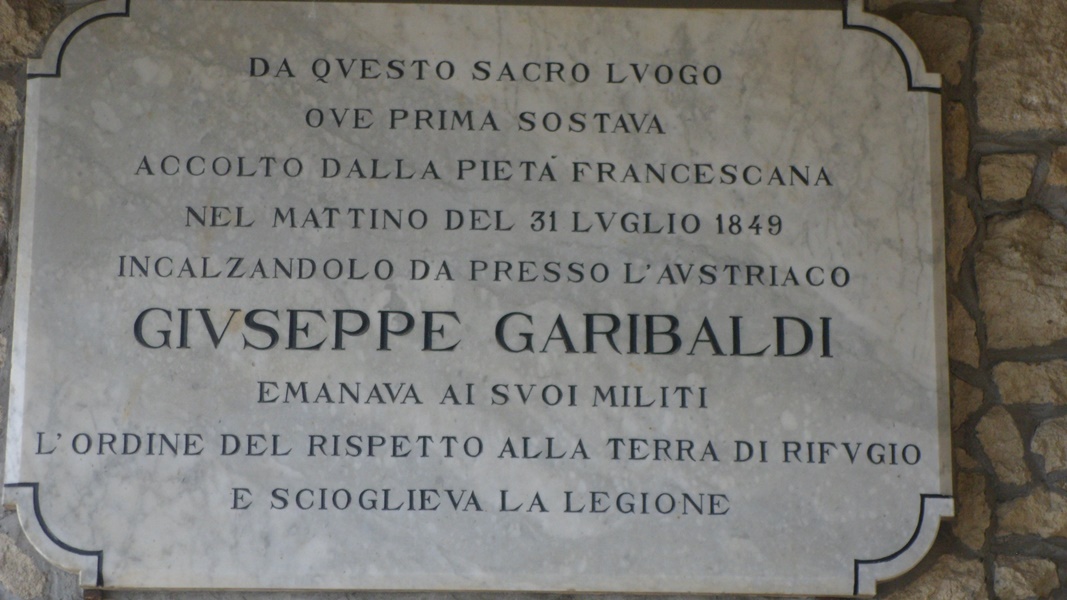 DA QVESTO SACRO LVOGO
OVE PRIMA SOSTAVA
ACCOLTO DALLA PIETÁ FRANCESCANA
NEL MATTINO DEL 31 LVGLIO 1849
INCALZANDOLO DA PRESSO L'AVSTRIACO
GIVSEPPE GARIBALDI
EMANAVA AI SVOI MILITI
L'ORDINE DEL RISPETTO ALLA TERRA DI RIFVGIO
E SCIOGLIEVA LA LEGIONE